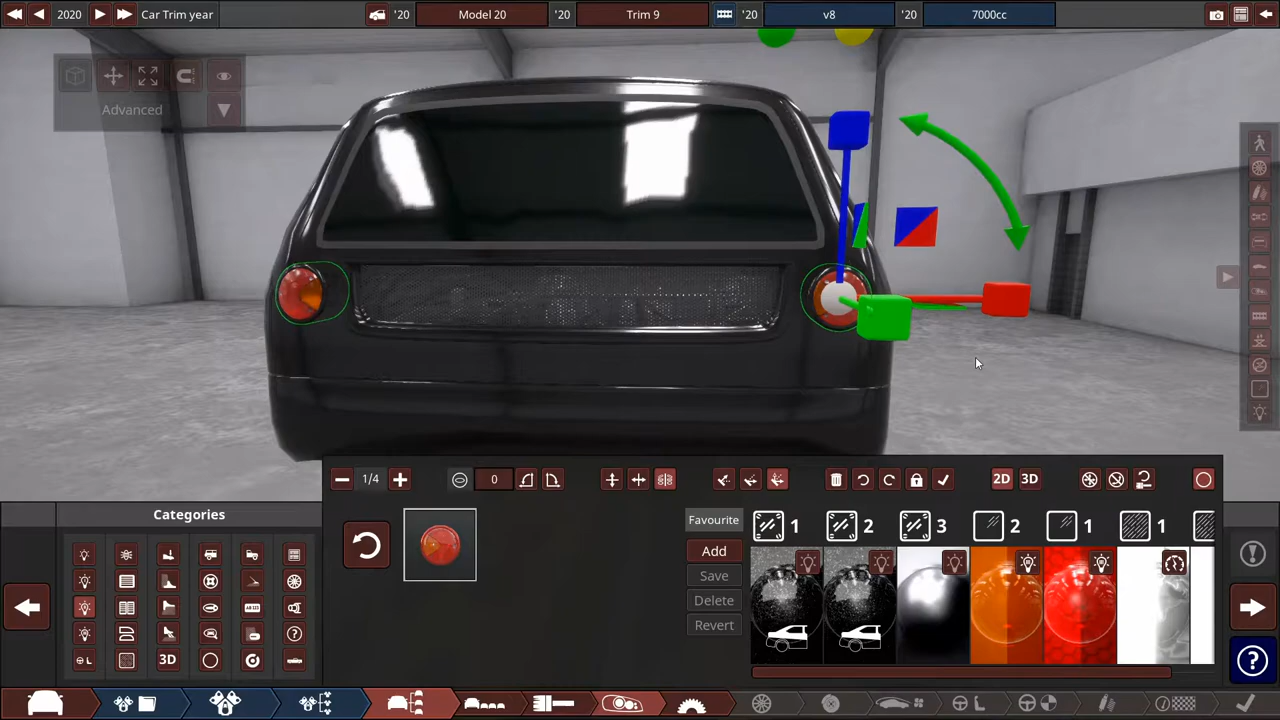 2020 Car Trim year '20 Model 20 '20 Trim 9 '20 v8 '20 7000cc
Advanced
1/4 0 2D 3D
Categories
Favourite 1 2 3 2 1 1
Add
Save
Delete
Revert
L
3D
?
?